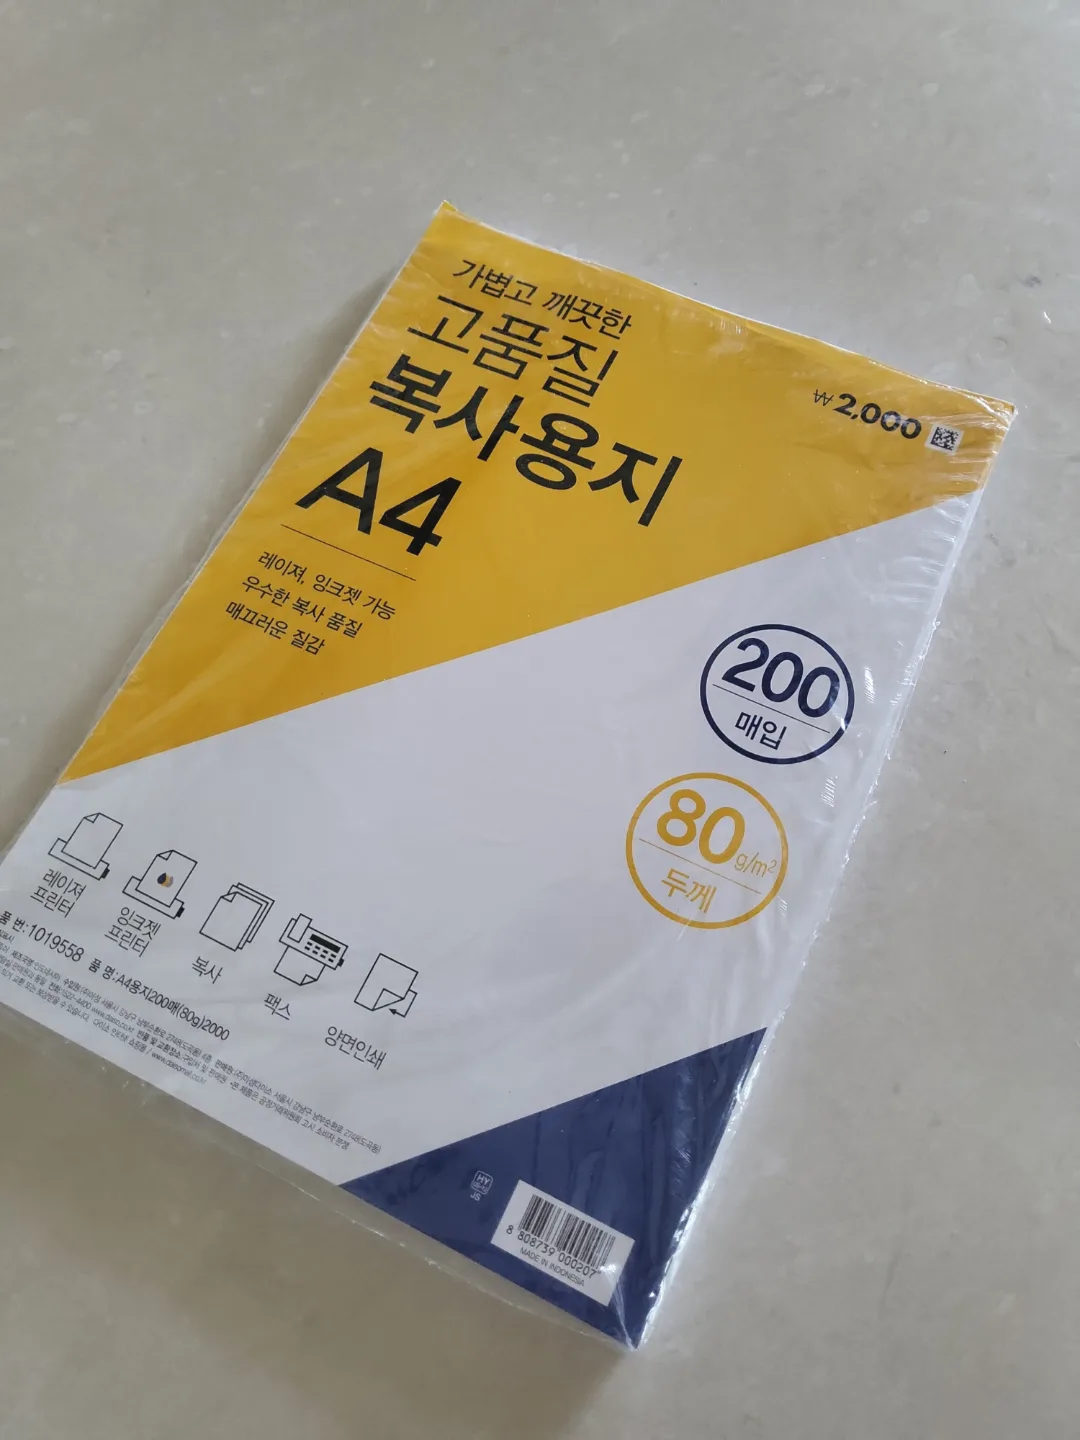 가볍고 깨끗한
고품질
복사용지
A4
₩2,000
레이져, 잉크젯 가능
우수한 복사 품질
매끄러운 질감
200
매입
80g/m²
두께
레이져
프린터
잉크젯
프린터
복사
팩스
양면인쇄
품 번:1019558 품 명:A4용지200매(80g)2000
HY
JS
8 808739 000207
MADE IN INDONESIA